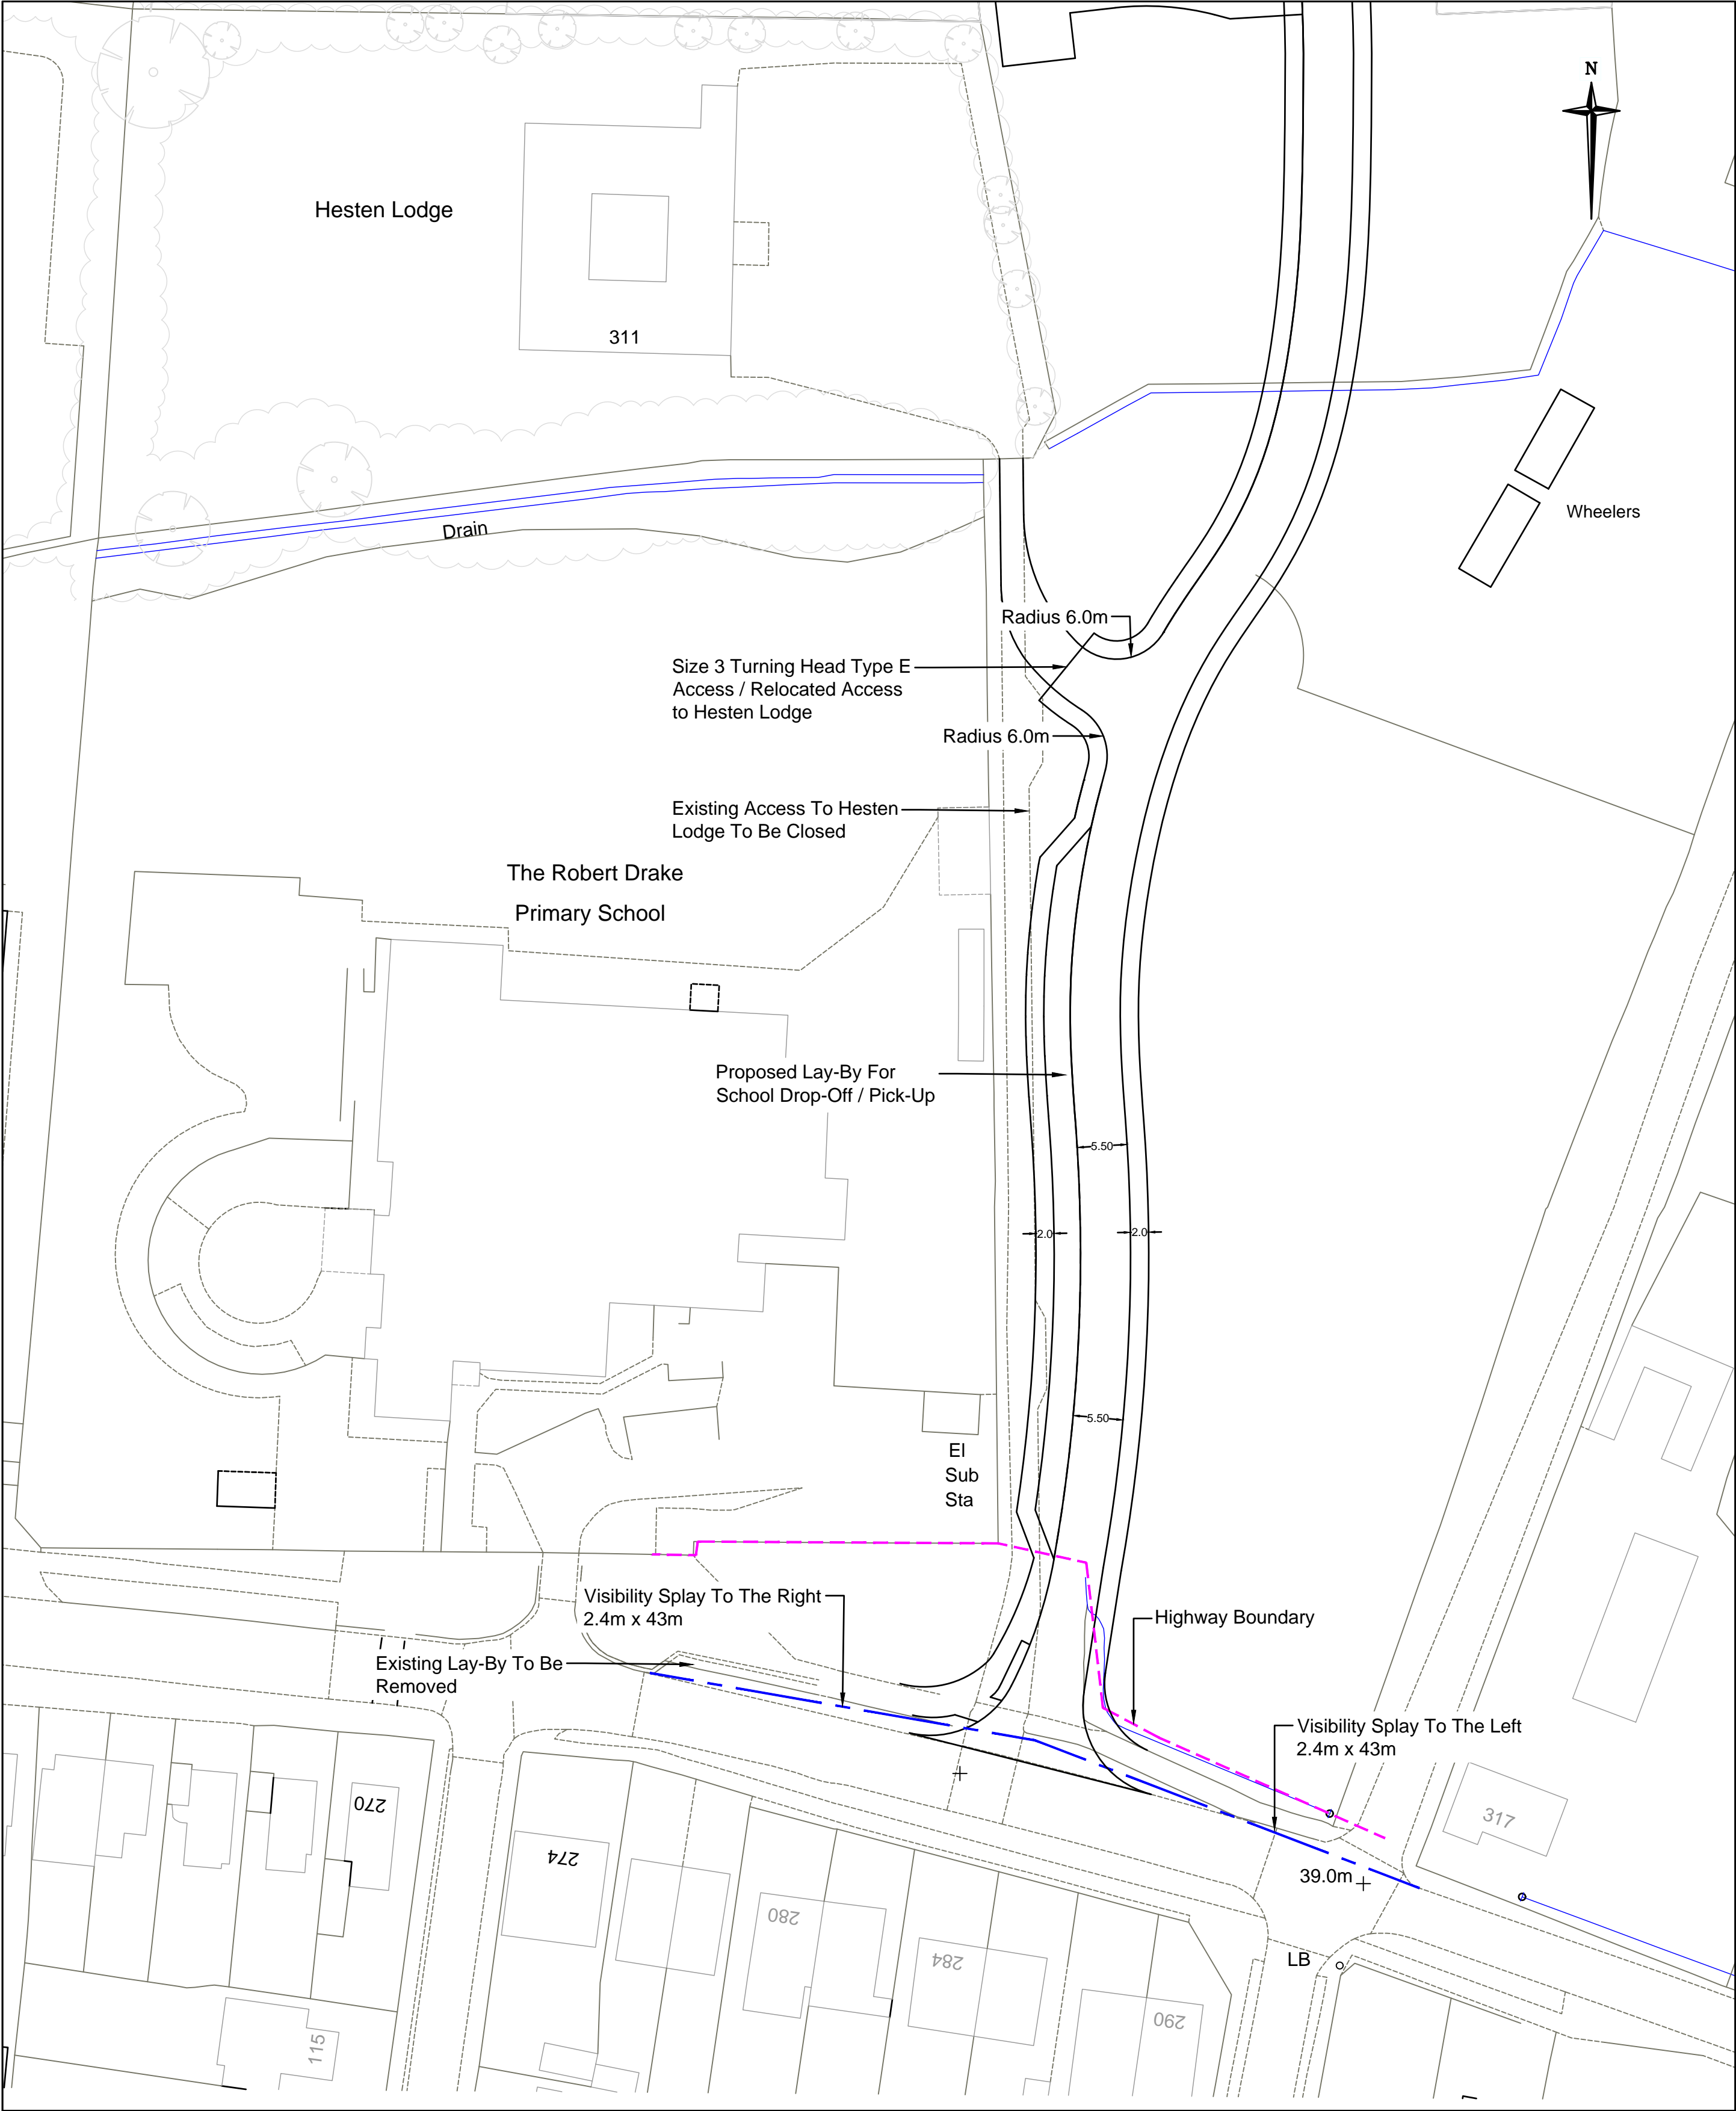 N
Hesten Lodge
311
Drain
Wheelers
Radius 6.0m
Size 3 Turning Head Type E
Access / Relocated Access
to Hesten Lodge
Radius 6.0m
Existing Access To Hesten
Lodge To Be Closed
The Robert Drake
Primary School
Proposed Lay-By For
School Drop-Off / Pick-Up
5.50
2.0
2.0
5.50
El
Sub
Sta
Visibility Splay To The Right
2.4m x 43m
Highway Boundary
Existing Lay-By To Be
Removed
Visibility Splay To The Left
2.4m x 43m
270
317
274
39.0m
280
284
LB
290
115